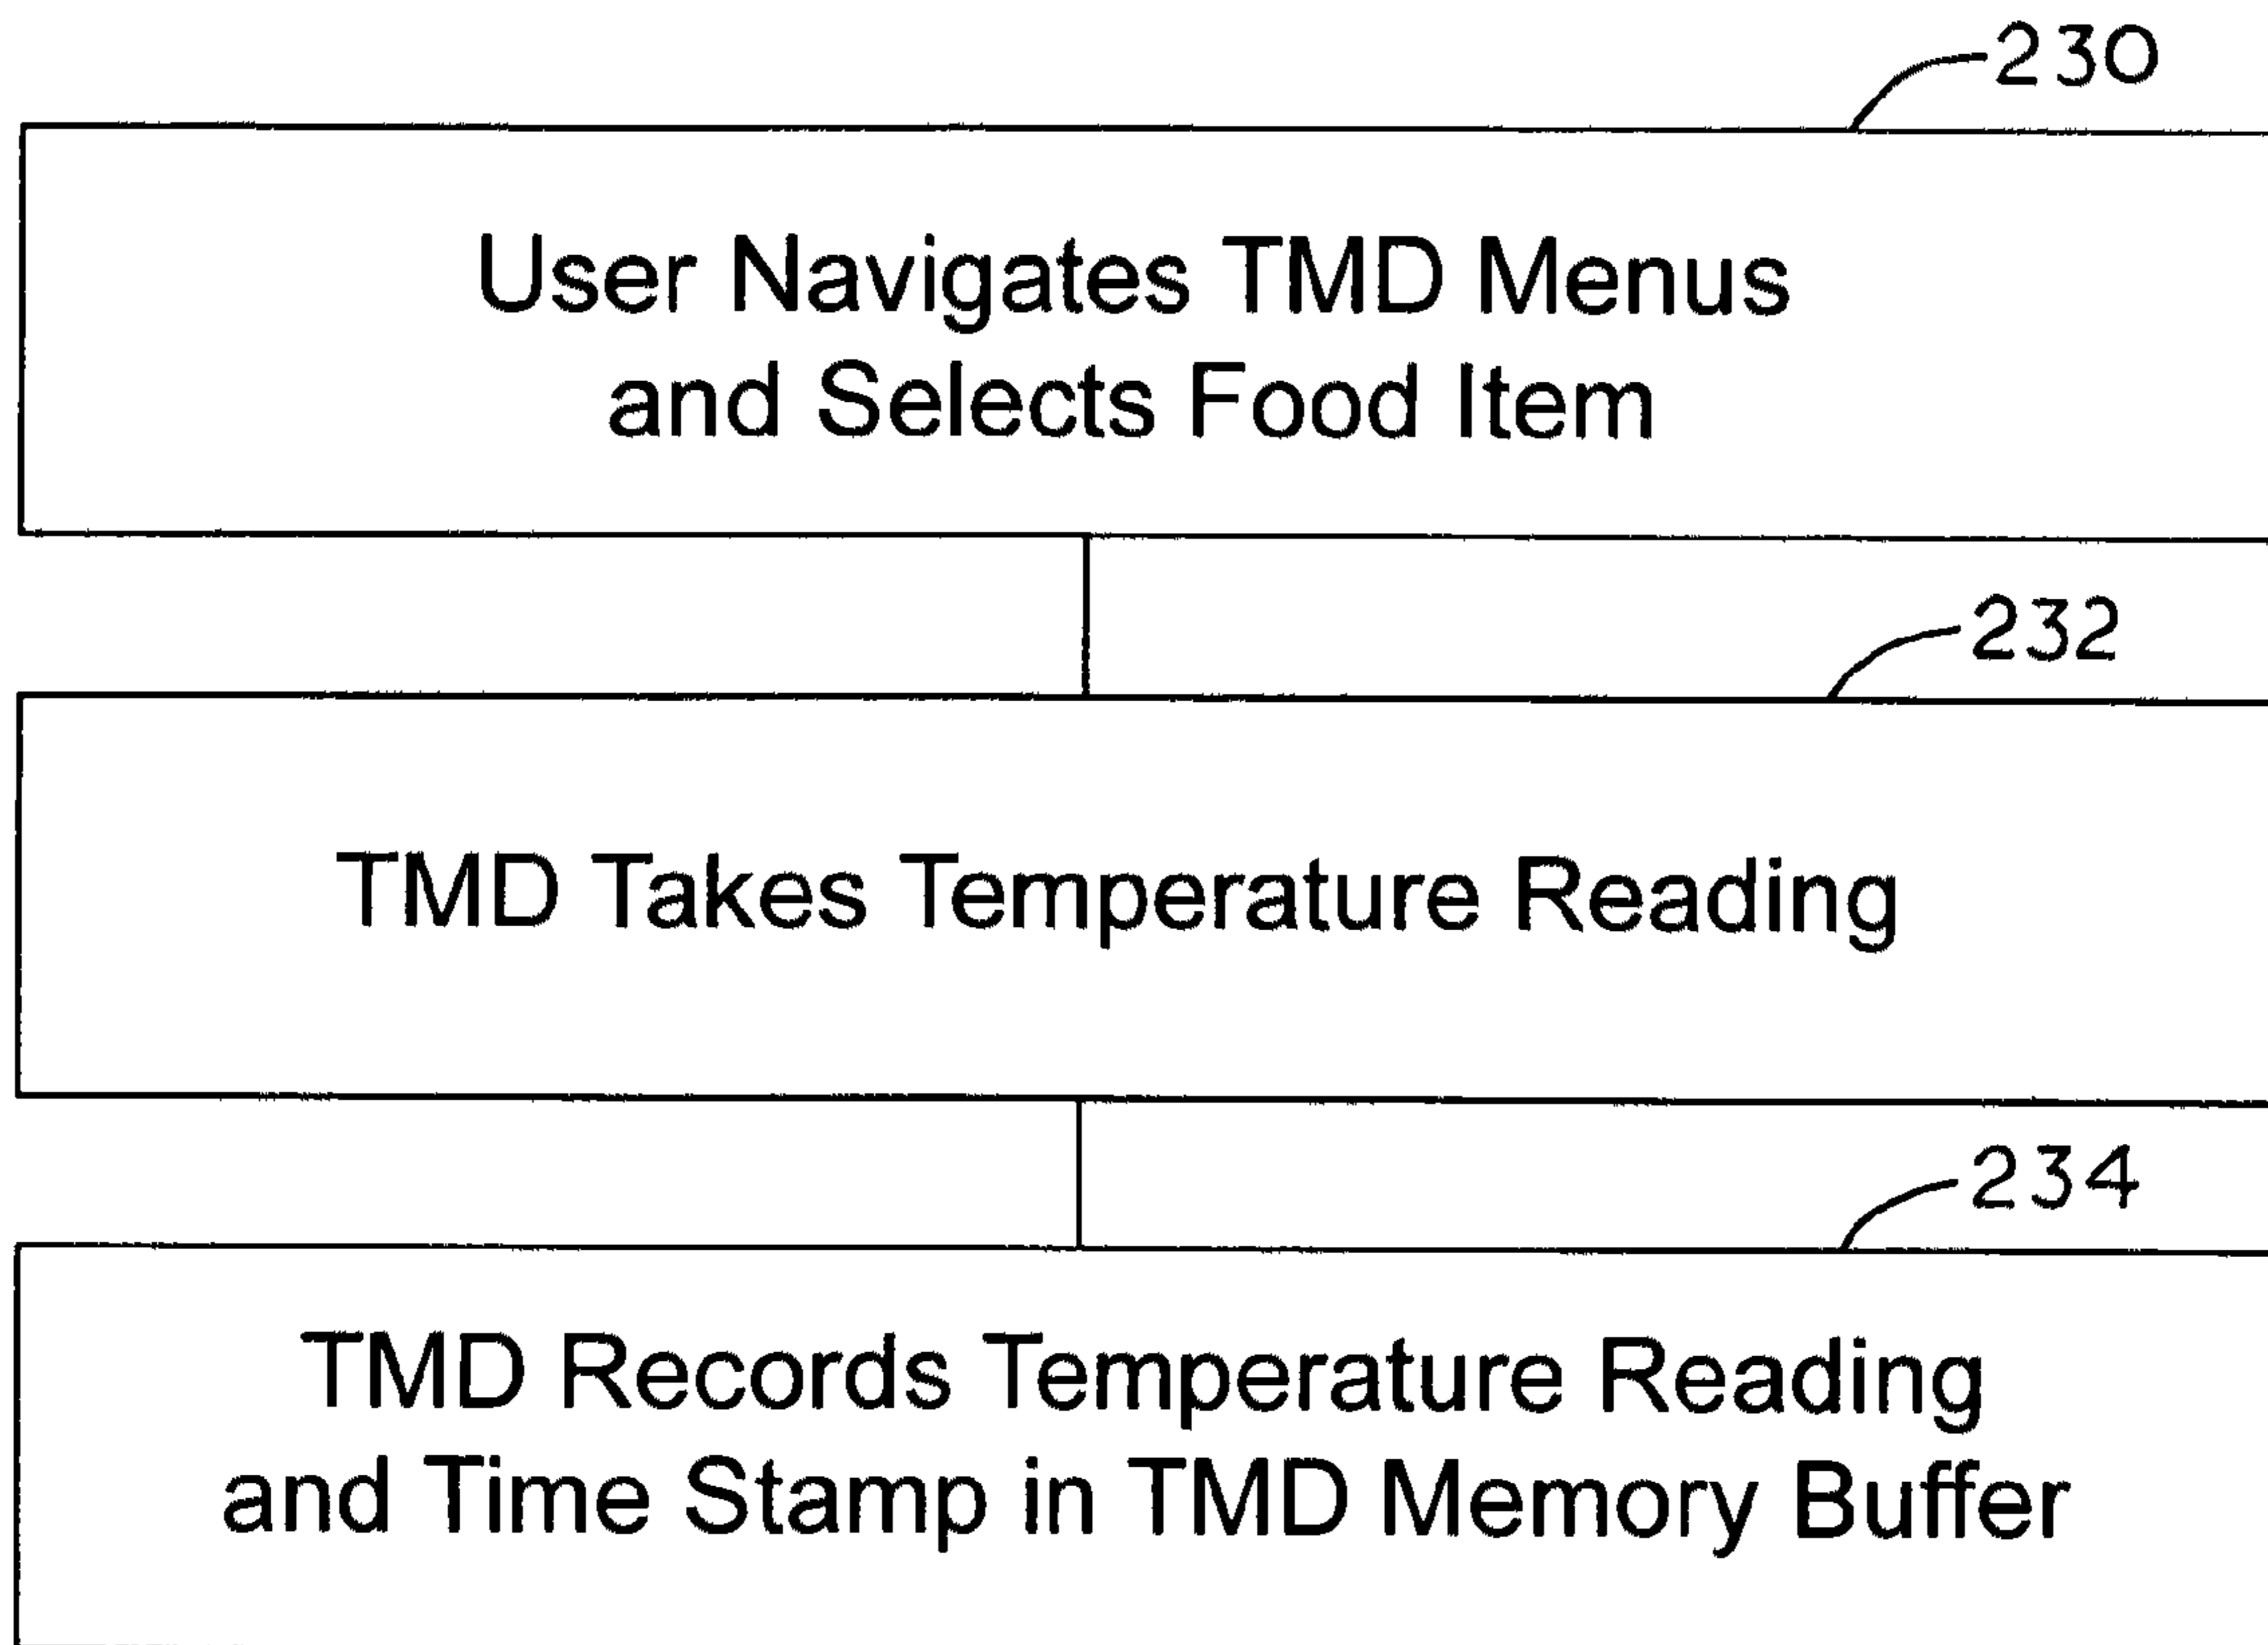 230
User Navigates TMD Menus
and Selects Food Item
232
TMD Takes Temperature Reading
234
TMD Records Temperature Reading
and Time Stamp in TMD Memory Buffer